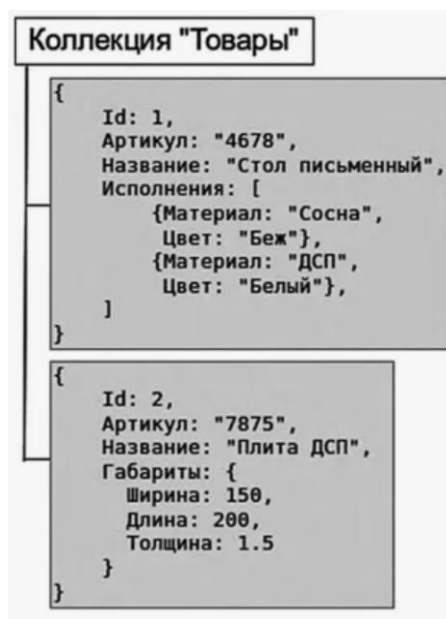 Коллекция "Товары"
{
Id: 1,
Артикул: "4678",
Название: "Стол письменный",
Исполнения: [
{Материал: "Сосна",
Цвет: "Беж"},
{Материал: "ДСП",
Цвет: "Белый"},
]
}
{
Id: 2,
Артикул: "7875",
Название: "Плита ДСП",
Габариты: {
Ширина: 150,
Длина: 200,
Толщина: 1.5
}
}